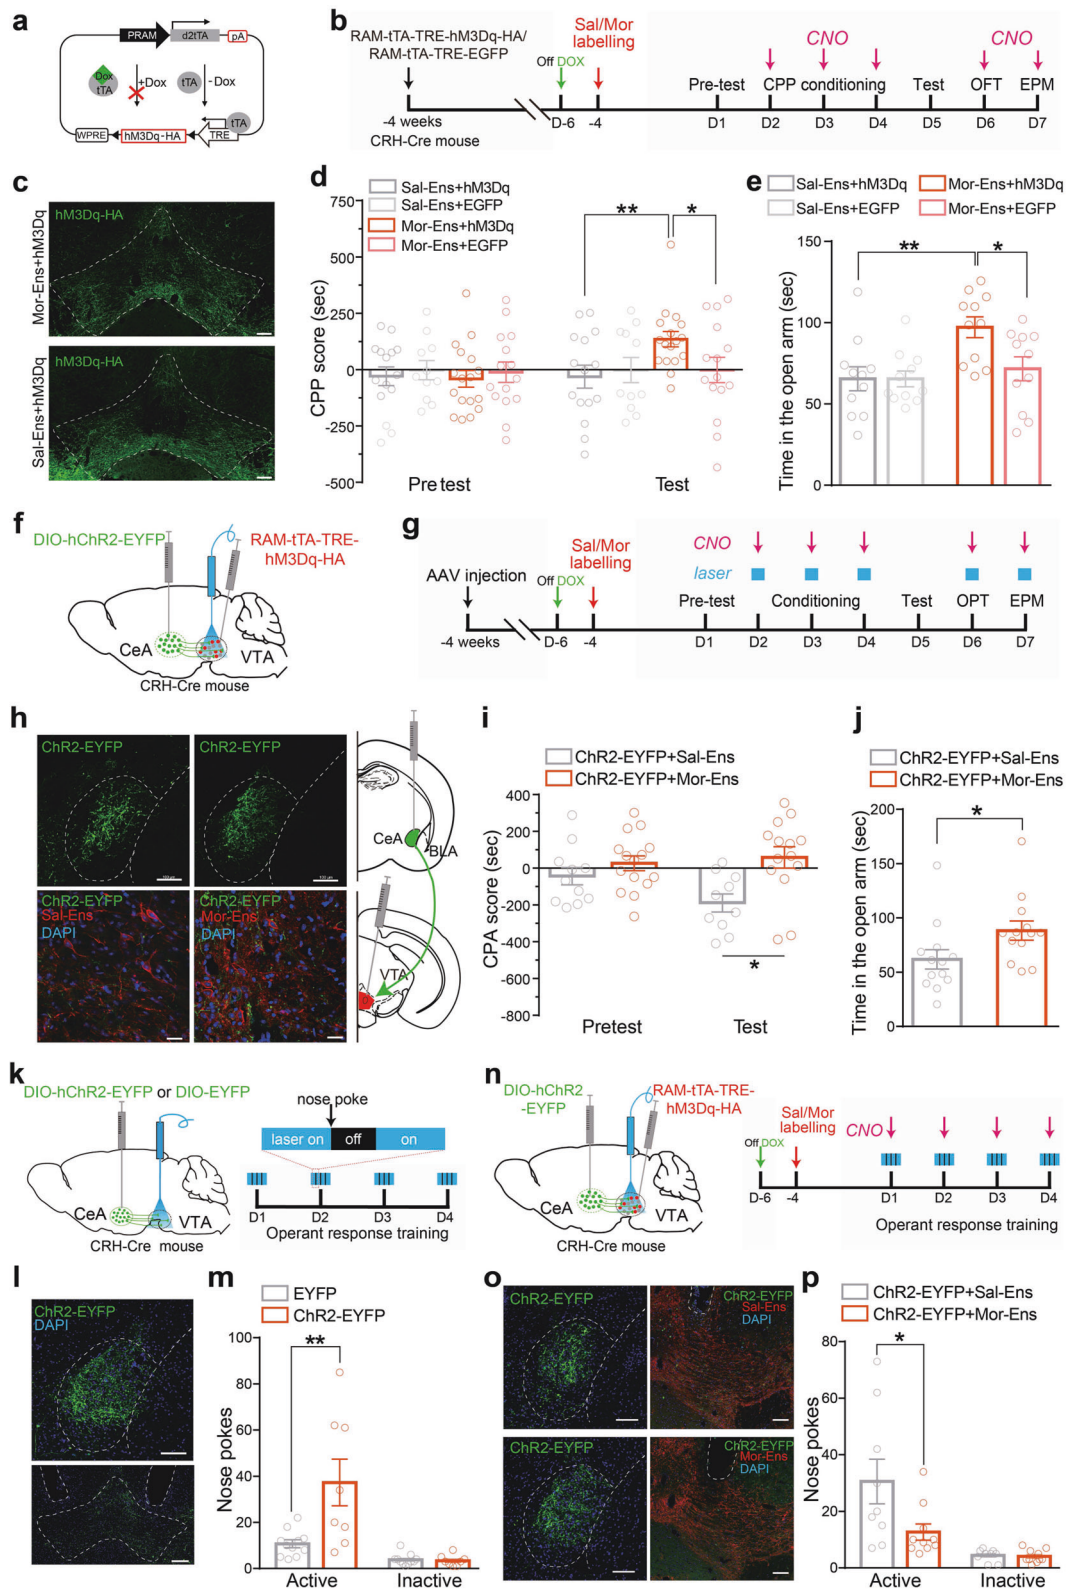 a
PRAM
d2tTA
pA
Dox
tTA
+Dox
tTA
-Dox
tTA
WPRE
hM3Dq-HA
TRE
b
RAM-tTA-TRE-hM3Dq-HA/
RAM-tTA-TRE-EGFP
Sal/Mor
labelling
Off DOX
CNO
CNO
Pre-test
CPP conditioning
Test
OFT
EPM
-4 weeks
D-6
-4
D1
D2
D3
D4
D5
D6
D7
CRH-Cre mouse
c
Mor-Ens+hM3Dq
hM3Dq-HA
Sal-Ens+hM3Dq
hM3Dq-HA
d
Sal-Ens+hM3Dq
Sal-Ens+EGFP
Mor-Ens+hM3Dq
Mor-Ens+EGFP
CPP score (sec)
750
500
250
0
-250
-500
**
*
Pretest
Test
e
Sal-Ens+hM3Dq
Mor-Ens+hM3Dq
Sal-Ens+EGFP
Mor-Ens+EGFP
Time in the open arm (sec)
150
100
50
0
**
*
f
DIO-hChR2-EYFP
RAM-tTA-TRE-
hM3Dq-HA
CeA
VTA
CRH-Cre mouse
g
AAV injection
Sal/Mor
labelling
Off DOX
CNO
laser
Pre-test
Conditioning
Test
OPT
EPM
-4 weeks
D-6
-4
D1
D2
D3
D4
D5
D6
D7
h
ChR2-EYFP
ChR2-EYFP
ChR2-EYFP
Sal-Ens
DAPI
ChR2-EYFP
Mor-Ens
DAPI
CeA
BLA
VTA
i
ChR2-EYFP+Sal-Ens
ChR2-EYFP+Mor-Ens
CPA score (sec)
400
200
0
-200
-400
-600
-800
*
Pretest
Test
j
ChR2-EYFP+Sal-Ens
ChR2-EYFP+Mor-Ens
Time in the open arm (sec)
200
150
100
50
0
*
k
DIO-hChR2-EYFP or DIO-EYFP
nose poke
laser on
off
on
CeA
VTA
CRH-Cre mouse
D1
D2
D3
D4
Operant response training
n
DIO-hChR2
-EYFP
RAM-tTA-TRE-
hM3Dq-HA
CeA
VTA
CRH-Cre mouse
Sal/Mor
labelling
Off DOX
CNO
D-6
-4
D1
D2
D3
D4
Operant response training
l
ChR2-EYFP
DAPI
m
EYFP
ChR2-EYFP
Nose pokes
100
80
60
40
20
0
**
Active
Inactive
o
ChR2-EYFP
ChR2-EYFP
Sal-Ens
DAPI
ChR2-EYFP
ChR2-EYFP
Mor-Ens
DAPI
p
ChR2-EYFP+Sal-Ens
ChR2-EYFP+Mor-Ens
Nose pokes
80
60
40
20
0
*
Active
Inactive